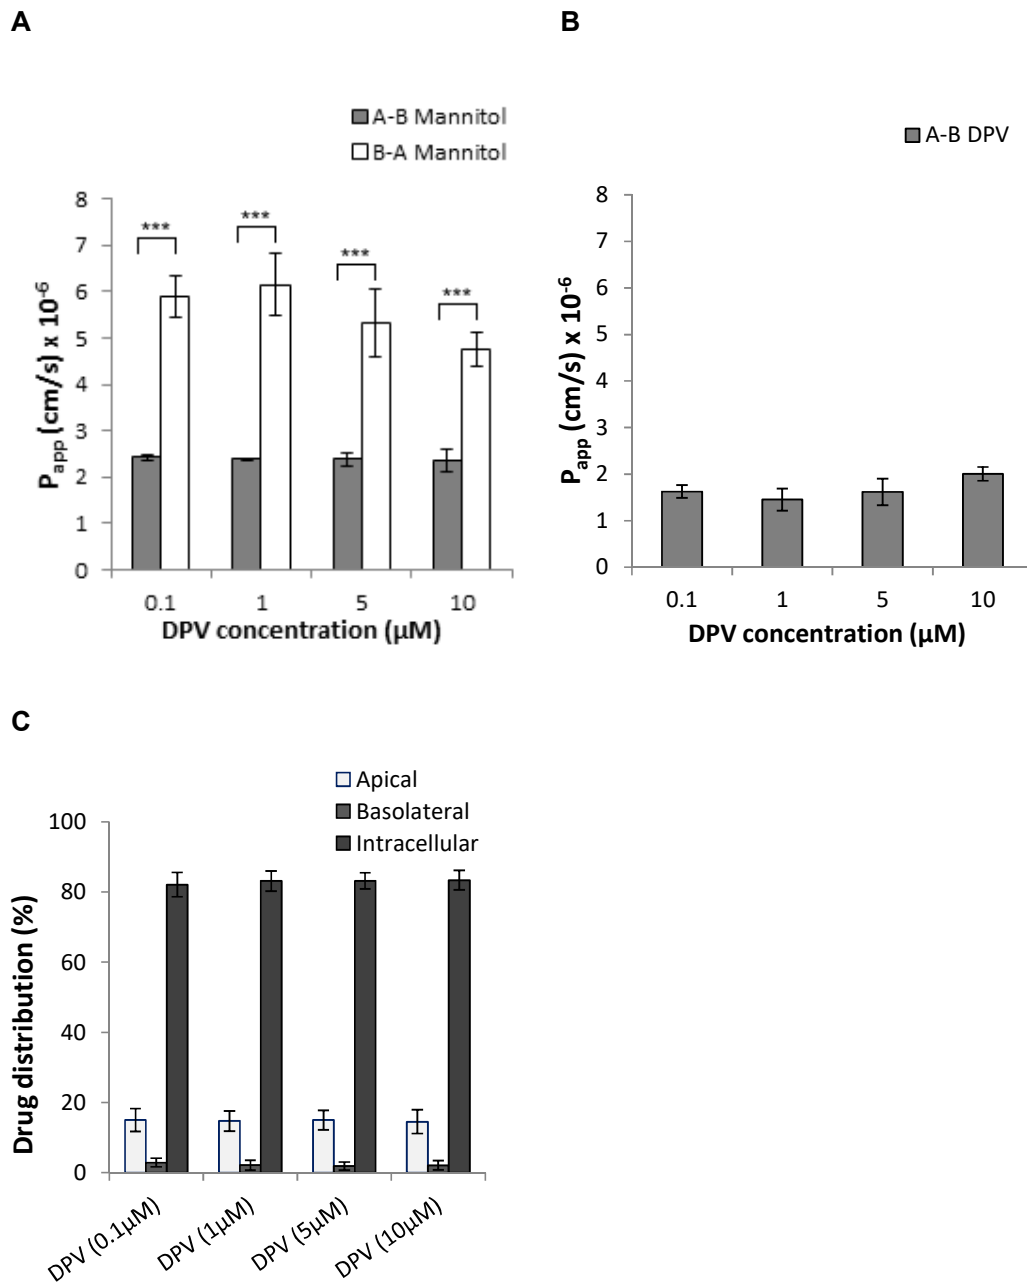 A
A-B Mannitol
B-A Mannitol
Papp (cm/s) x 10-6
8
7
6
5
4
3
2
1
0
***
***
***
***
0.1 1 5 10
DPV concentration (µM)
B
A-B DPV
Papp (cm/s) x 10-6
8
7
6
5
4
3
2
1
0
0.1 1 5 10
DPV concentration (µM)
C
Apical
Basolateral
Intracellular
Drug distribution (%)
100
80
60
40
20
0
DPV (0.1µM)
DPV (1µM)
DPV (5µM)
DPV (10µM)